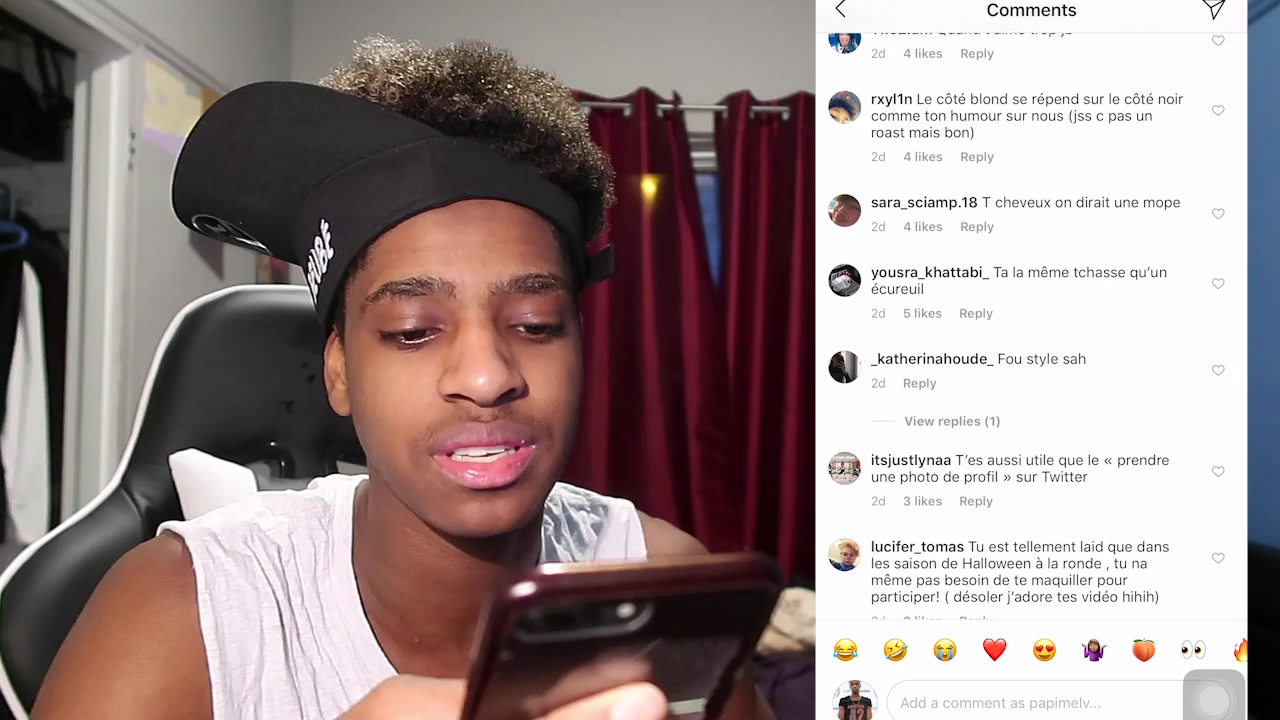 Comments
2d 4 likes Reply
rxyl1n Le côté blond se répend sur le côté noir
comme ton humour sur nous (jss c pas un
roast mais bon)
2d 4 likes Reply
sara_sciamp.18 T cheveux on dirait une mope
2d 4 likes Reply
yousra_khattabi_ Ta la même tchasse qu’un
écureuil
2d 5 likes Reply
_katherinahoude_ Fou style sah
2d Reply
View replies (1)
itsjustlynaa T’es aussi utile que le « prendre
une photo de profil » sur Twitter
2d 3 likes Reply
lucifer_tomas Tu est tellement laid que dans
les saison de Halloween à la ronde , tu na
même pas besoin de te maquiller pour
participer! ( désoler j’adore tes vidéo hihih)
Add a comment as papimelv...